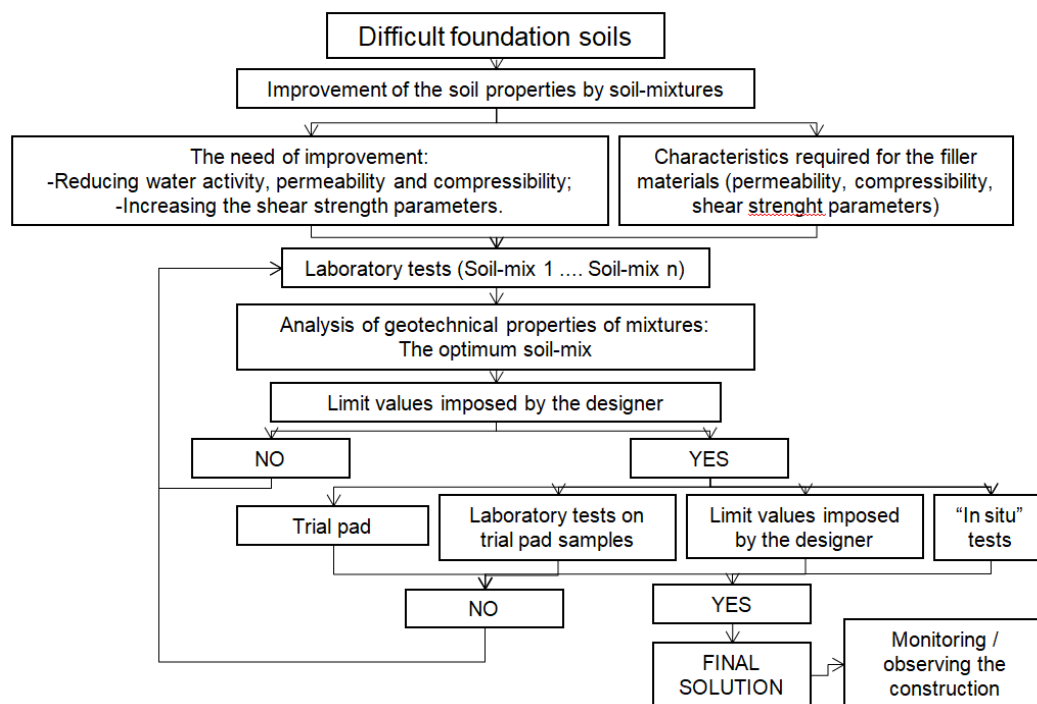 Difficult foundation soils
Improvement of the soil properties by soil-mixtures
The need of improvement:
-Reducing water activity, permeability and compressibility;
-Increasing the shear strength parameters.
Characteristics required for the filler
materials (permeability, compressibility,
shear strenght parameters)
Laboratory tests (Soil-mix 1 .... Soil-mix n)
Analysis of geotechnical properties of mixtures:
The optimum soil-mix
Limit values imposed by the designer
NO
YES
Trial pad
Laboratory tests on
trial pad samples
Limit values imposed
by the designer
“In situ”
tests
NO
YES
FINAL
SOLUTION
Monitoring /
observing the
construction